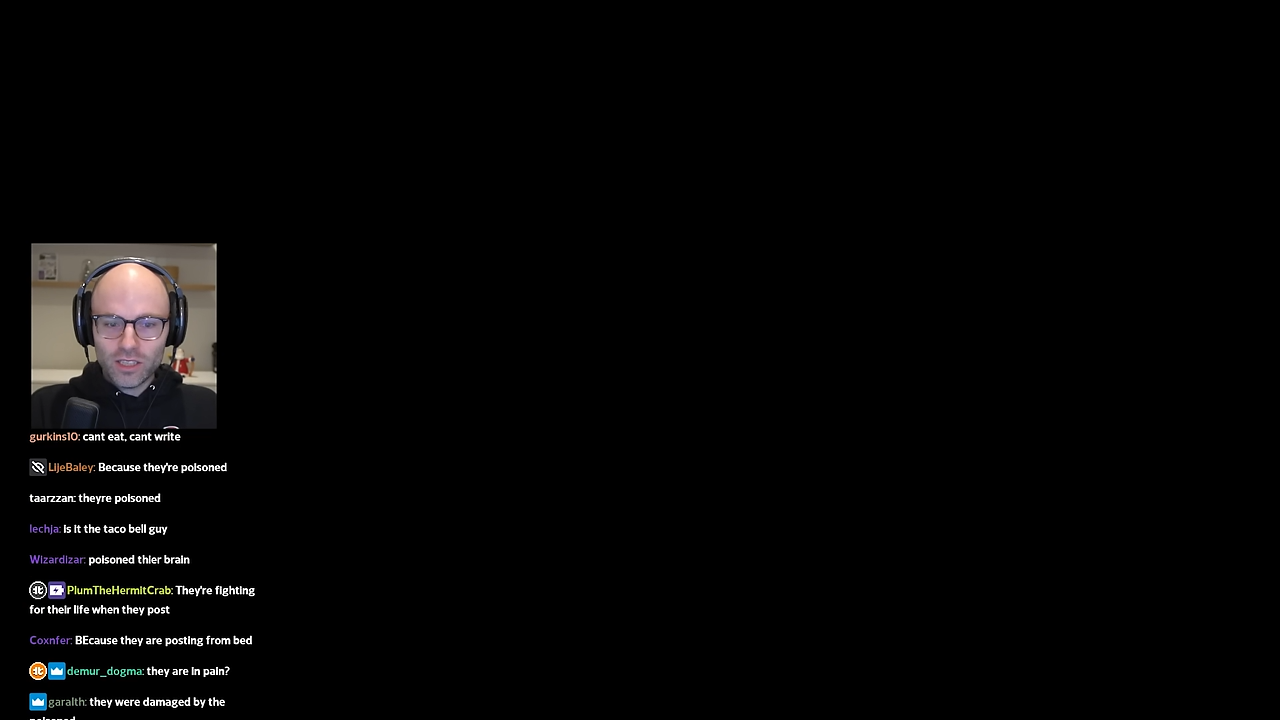 gurkins10: cant eat, cant write
LijeBaley: Because they're poisoned
taarzzan: theyre poisoned
lechja: is it the taco bell guy
Wizardizar: poisoned thier brain
PlumTheHermitCrab: They're fighting
for their life when they post
Coxnfer: BEcause they are posting from bed
demur_dogma: they are in pain?
garalth: they were damaged by the
poisoned